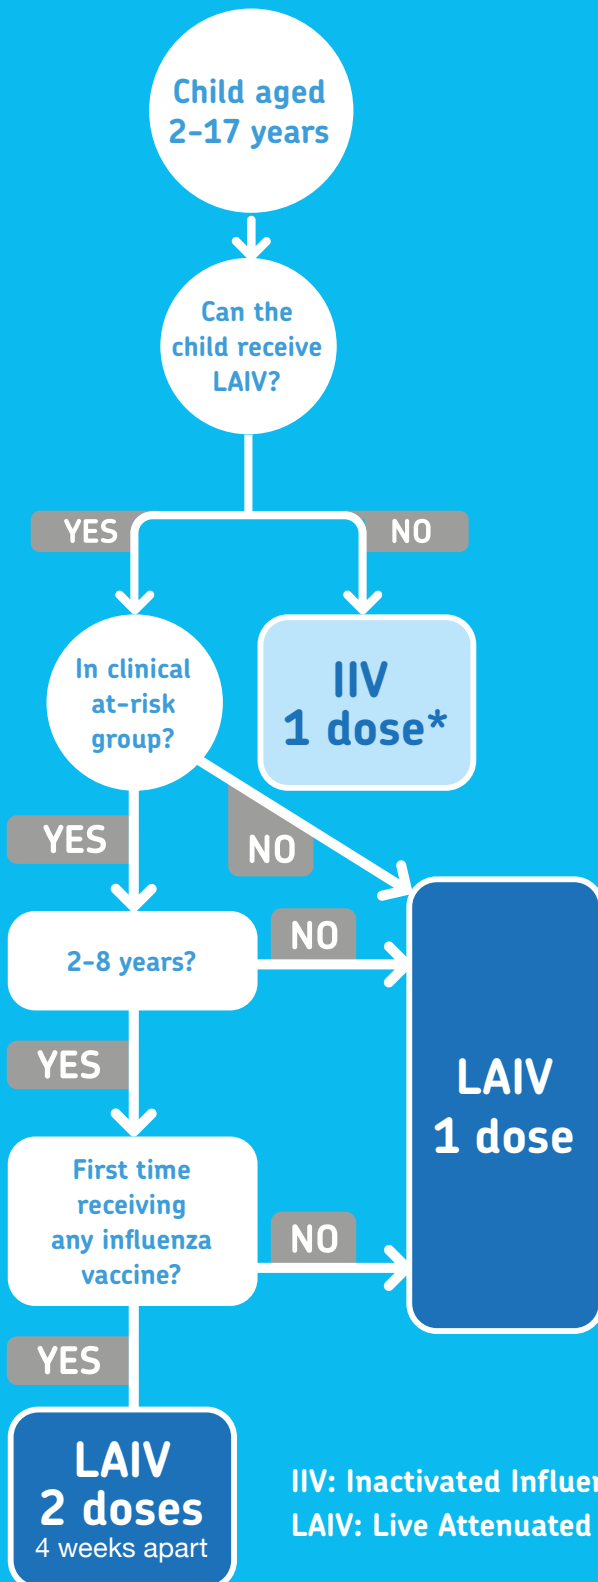 Child aged
2-17 years
Can the
child receive
LAIV?
YES
NO
In clinical
at-risk
group?
IIV
1 dose*
YES
NO
2-8 years?
NO
YES
LAIV
1 dose
First time
receiving
any influenza
vaccine?
NO
YES
LAIV
2 doses
4 weeks apart
IIV: Inactivated
LAIV: Live Attenuated